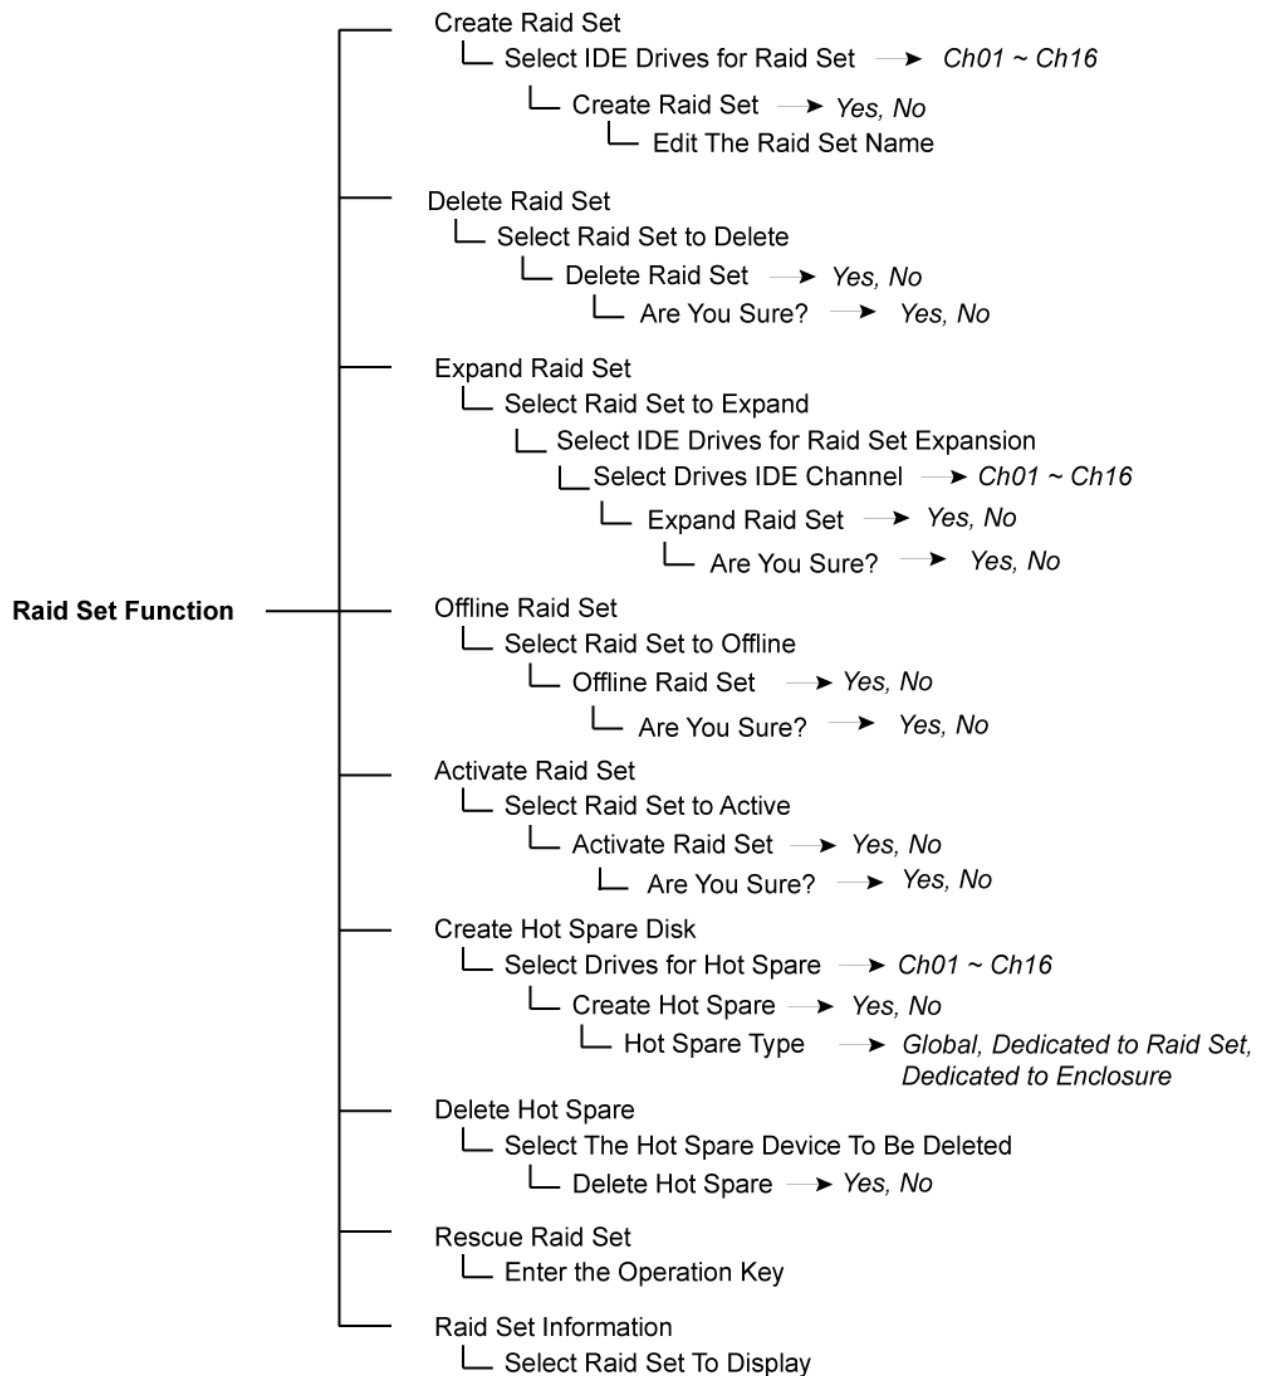 Create Raid Set
Select IDE Drives for Raid Set Ch01 ~ Ch16
Create Raid Set Yes, No
Edit The Raid Set Name
Delete Raid Set
Select Raid Set to Delete
Delete Raid Set Yes, No
Are You Sure? Yes, No
Expand Raid Set
Select Raid Set to Expand
Select IDE Drives for Raid Set Expansion
Select Drives IDE Channel Ch01 ~ Ch16
Expand Raid Set Yes, No
Are You Sure? Yes, No
Raid Set Function
Offline Raid Set
Select Raid Set to Offline
Offline Raid Set Yes, No
Are You Sure? Yes, No
Activate Raid Set
Select Raid Set to Active
Activate Raid Set Yes, No
Are You Sure? Yes, No
Create Hot Spare Disk
Select Drives for Hot Spare Ch01 ~ Ch16
Create Hot Spare Yes, No
Hot Spare Type Global, Dedicated to Raid Set,
Dedicated to Enclosure
Delete Hot Spare
Select The Hot Spare Device To Be Deleted
Delete Hot Spare Yes, No
Rescue Raid Set
Enter the Operation Key
Raid Set Information
Select Raid Set To Display